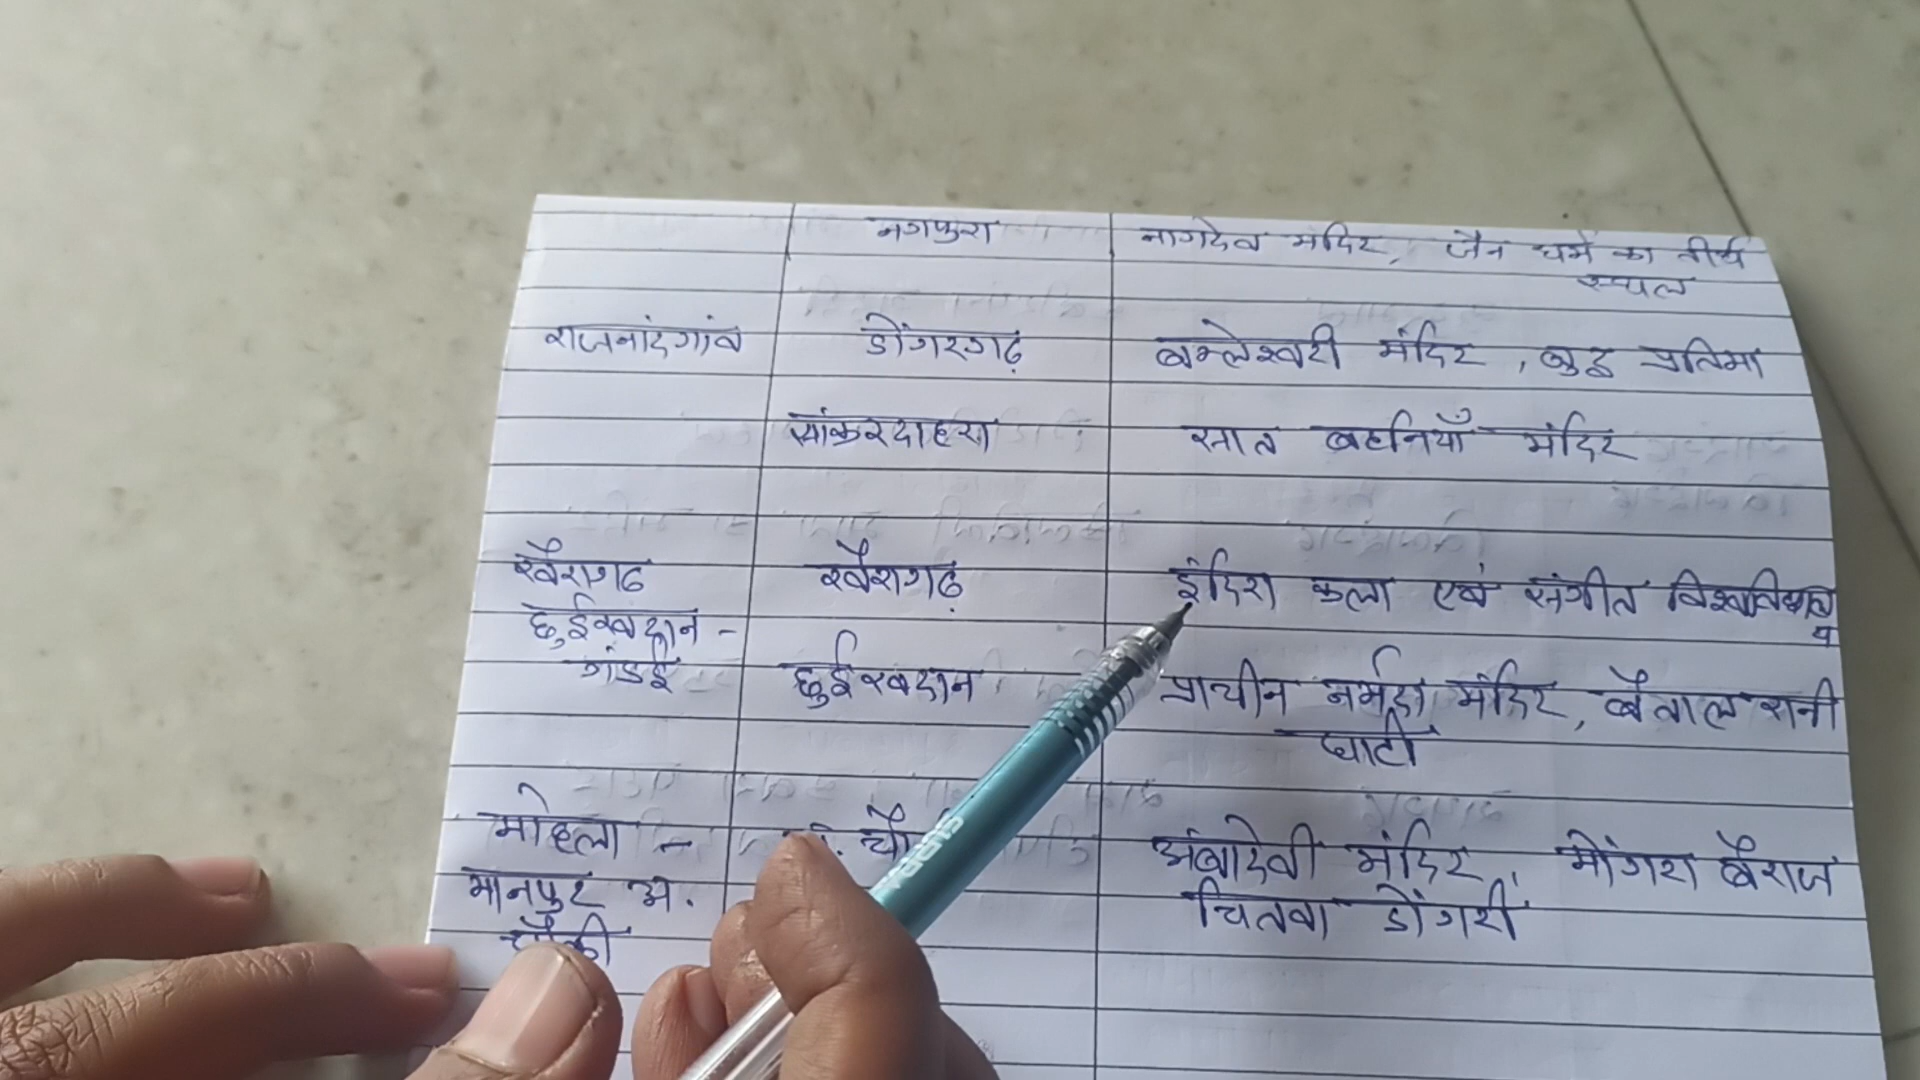 नगपुरा नागदेव मंदिर, जैन धर्म का तीर्थ
स्थल
राजनांदगांव डोंगरगढ़ बम्लेश्वरी मंदिर, बुद्ध प्रतिमा
सांकरदाहरा सात बहनियाँ मंदिर
खैरागढ खैरागढ़ इंदिरा कला एवं संगीत विश्वविद्याल
य
छुईखदान -
गंडई छुईखदान प्राचीन नर्मदा मंदिर, बैताल रानी
घाटी
मोहला - चौ अंबादेवी मंदिर, मोंगरा बैराज
मानपुर अ. चितवा डोंगरी
चौकी